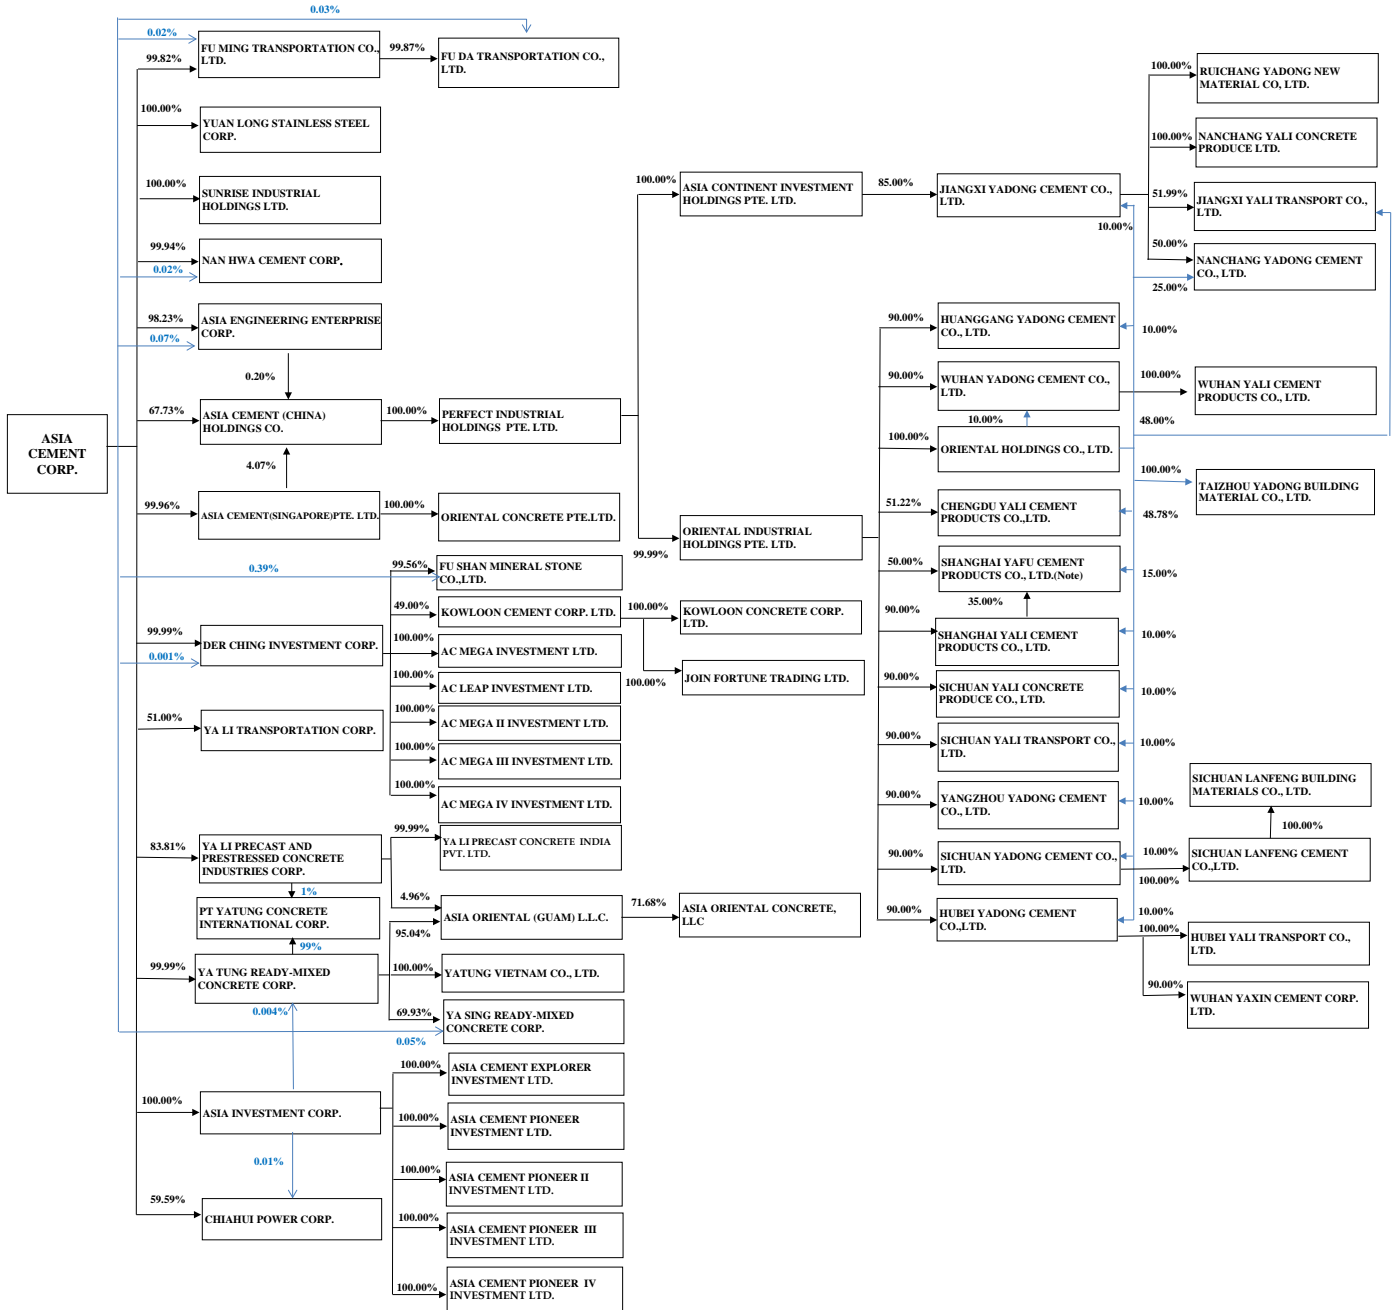 0.03%
0.02%
FU MING TRANSPORTATION CO.,
LTD.
99.82%
99.87%
FU DA TRANSPORTATION CO.,
LTD.
100.00%
YUAN LONG STAINLESS STEEL
CORP.
100.00%
SUNRISE INDUSTRIAL
HOLDINGS LTD.
99.94%
NAN HWA CEMENT CORP.
0.02%
98.23%
ASIA ENGINEERING ENTERPRISE
CORP.
0.07%
0.20%
ASIA
CEMENT
CORP.
67.73%
ASIA CEMENT (CHINA)
HOLDINGS CO.
100.00%
PERFECT INDUSTRIAL
HOLDINGS PTE. LTD.
4.07%
99.96%
ASIA CEMENT(SINGAPORE)PTE. LTD.
100.00%
ORIENTAL CONCRETE PTE.LTD.
0.39%
99.56%
FU SHAN MINERAL STONE
CO.,LTD.
49.00%
KOWLOON CEMENT CORP. LTD.
100.00%
KOWLOON CONCRETE CORP.
LTD.
100.00%
JOIN FORTUNE TRADING LTD.
99.99%
DER CHING INVESTMENT CORP.
0.001%
100.00%
AC MEGA INVESTMENT LTD.
100.00%
AC LEAP INVESTMENT LTD.
100.00%
AC MEGA II INVESTMENT LTD.
100.00%
AC MEGA III INVESTMENT LTD.
100.00%
AC MEGA IV INVESTMENT LTD.
51.00%
YA LI TRANSPORTATION CORP.
83.81%
YA LI PRECAST AND
PRESTRESSED CONCRETE
INDUSTRIES CORP.
99.99%
YA LI PRECAST CONCRETE INDIA
PVT. LTD.
1%
PT YATUNG CONCRETE
INTERNATIONAL CORP.
99%
4.96%
ASIA ORIENTAL (GUAM) L.L.C.
95.04%
71.68%
ASIA ORIENTAL CONCRETE,
LLC
99.99%
YA TUNG READY-MIXED
CONCRETE CORP.
100.00%
YATUNG VIETNAM CO., LTD.
69.93%
YA SING READY-MIXED
CONCRETE CORP.
0.004%
0.05%
100.00%
ASIA INVESTMENT CORP.
100.00%
ASIA CEMENT EXPLORER
INVESTMENT LTD.
100.00%
ASIA CEMENT PIONEER
INVESTMENT LTD.
100.00%
ASIA CEMENT PIONEER II
INVESTMENT LTD.
100.00%
ASIA CEMENT PIONEER III
INVESTMENT LTD.
100.00%
ASIA CEMENT PIONEER IV
INVESTMENT LTD.
0.01%
59.59%
CHIAHUI POWER CORP.
100.00%
ASIA CONTINENT INVESTMENT
HOLDINGS PTE. LTD.
85.00%
JIANGXI YADONG CEMENT CO.,
LTD.
10.00%
100.00%
RUICHANG YADONG NEW
MATERIAL CO, LTD.
100.00%
NANCHANG YALI CONCRETE
PRODUCE LTD.
51.99%
JIANGXI YALI TRANSPORT CO.,
LTD.
50.00%
NANCHANG YADONG CEMENT
CO., LTD.
25.00%
99.99%
ORIENTAL INDUSTRIAL
HOLDINGS PTE. LTD.
90.00%
HUANGGANG YADONG CEMENT
CO., LTD.
10.00%
90.00%
WUHAN YADONG CEMENT CO.,
LTD.
100.00%
WUHAN YALI CEMENT
PRODUCTS CO., LTD.
10.00%
48.00%
100.00%
ORIENTAL HOLDINGS CO., LTD.
100.00%
TAIZHOU YADONG BUILDING
MATERIAL CO., LTD.
51.22%
CHENGDU YALI CEMENT
PRODUCTS CO.,LTD.
48.78%
50.00%
SHANGHAI YAFU CEMENT
PRODUCTS CO., LTD.(Note)
15.00%
35.00%
90.00%
SHANGHAI YALI CEMENT
PRODUCTS CO., LTD.
10.00%
90.00%
SICHUAN YALI CONCRETE
PRODUCE CO., LTD.
10.00%
90.00%
SICHUAN YALI TRANSPORT CO.,
LTD.
10.00%
90.00%
YANGZHOU YADONG CEMENT
CO., LTD.
10.00%
SICHUAN LANFENG BUILDING
MATERIALS CO., LTD.
100.00%
90.00%
SICHUAN YADONG CEMENT CO.,
LTD.
10.00%
100.00%
SICHUAN LANFENG CEMENT
CO.,LTD.
90.00%
HUBEI YADONG CEMENT
CO.,LTD.
10.00%
100.00%
HUBEI YALI TRANSPORT CO.,
LTD.
90.00%
WUHAN YAXIN CEMENT CORP.
LTD.